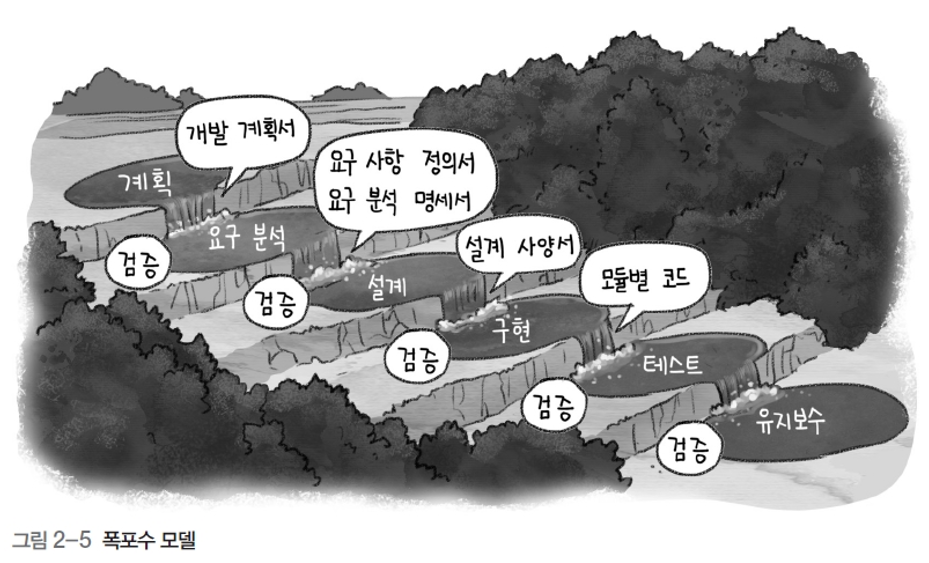 개발 계획서
계획
요구 사항 정의서
요구 분석 명세서
요구 분석
검증
설계 사양서
설계
검증
모듈별 코드
구현
검증
테스트
검증
유지보수
검증
그림 2-5 폭포수 모델